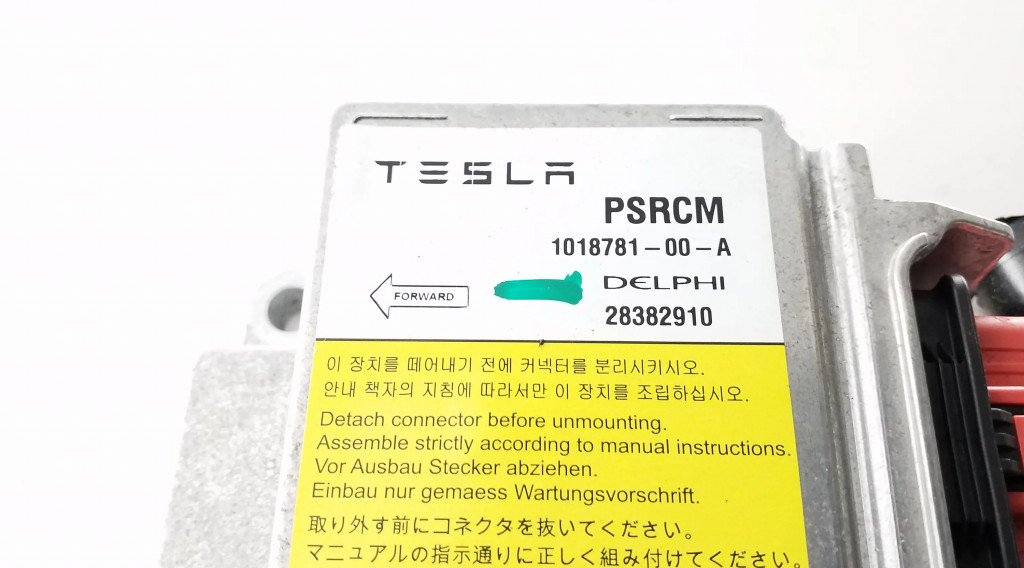 TESLA
PSRCM
1018781-00-A
FORWARD
DELPHI
28382910
이 장치를 떼어내기 전에 커넥터를 분리시키시오.
안내 책자의 지침에 따라서만 이 장치를 조립하십시오.
Detach connector before unmounting.
Assemble strictly according to manual instructions.
Vor Ausbau Stecker abziehen.
Einbau nur gemaess Wartungsvorschrift.
取り外す前にコネクタを抜いてください。
マニュアルの指示通りに正しく組み付けてください。